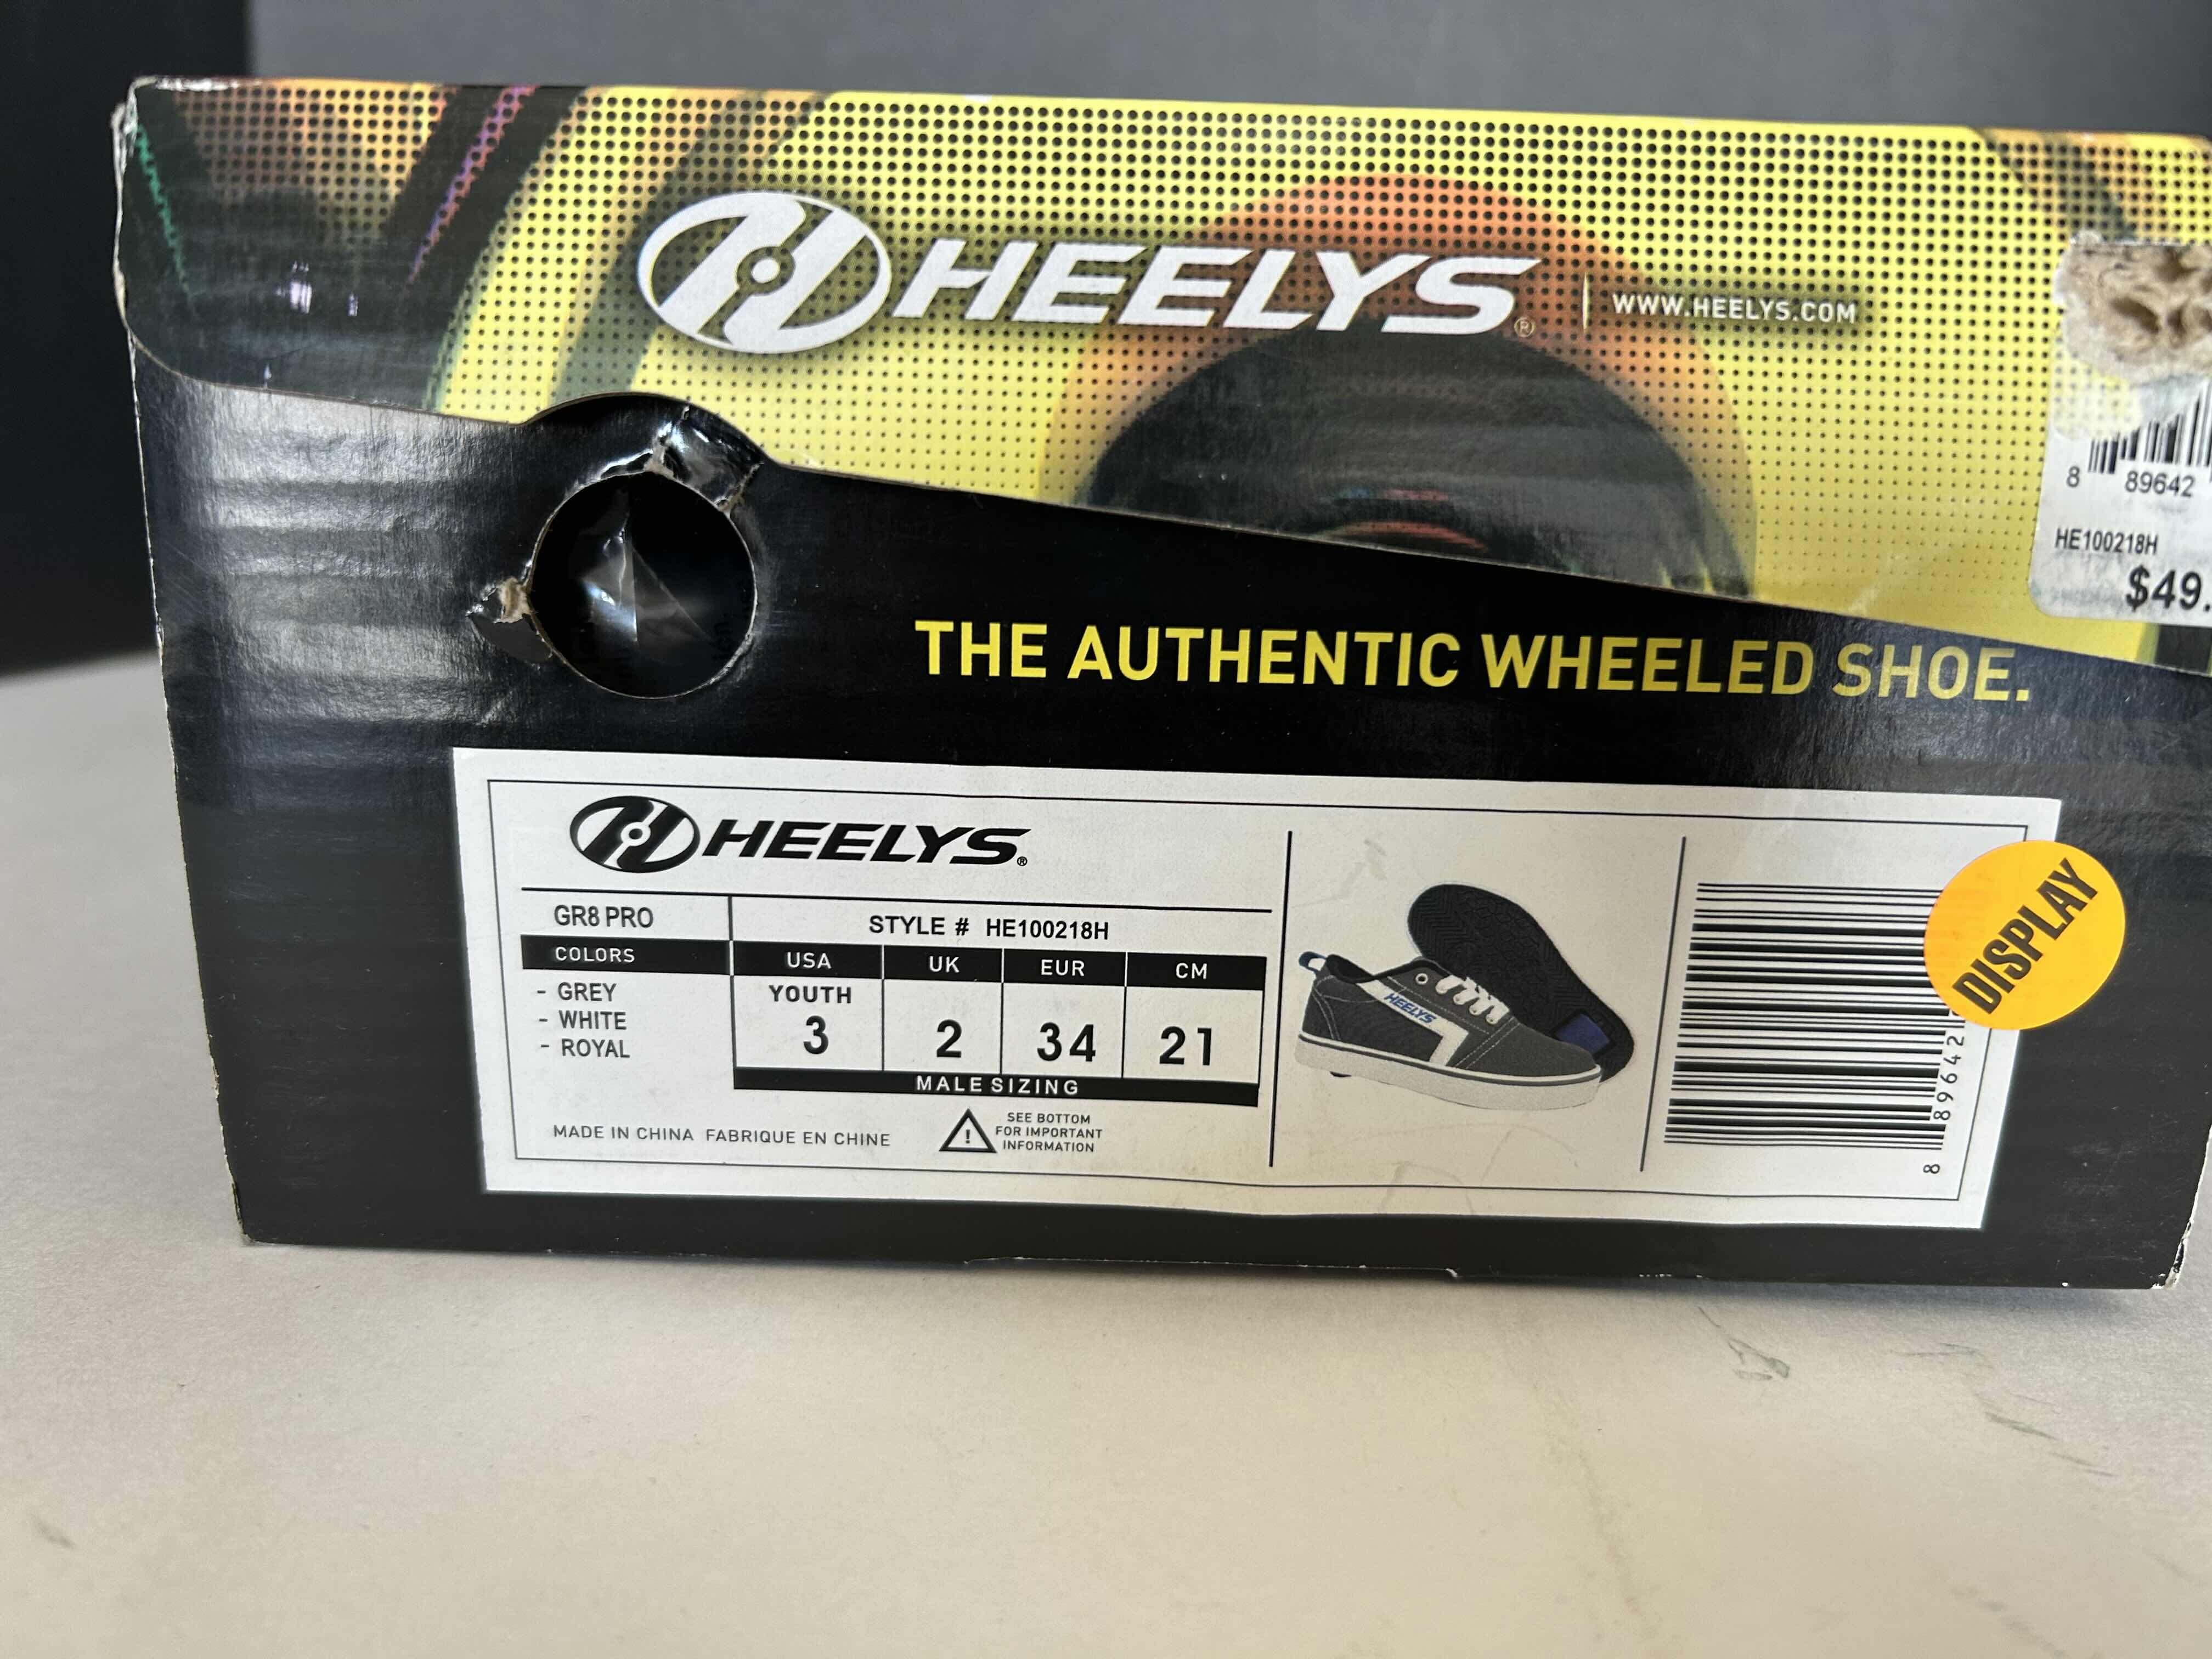 HEELYS®
WWW.HEELYS.COM
8 89642
HE100218H
$49.
THE AUTHENTIC WHEELED SHOE.
HEELYS®
GR8 PRO
STYLE # HE100218H
COLORS
USA UK EUR CM
- GREY
- WHITE
- ROYAL
YOUTH
3 2 34 21
MALE SIZING
MADE IN CHINA FABRIQUE EN CHINE
SEE BOTTOM
FOR IMPORTANT
INFORMATION
HEELYS
8 89642
DISPLAY